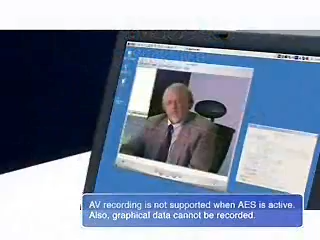 AV recording is not supported when AES is active.
Also, graphical data cannot be recorded.